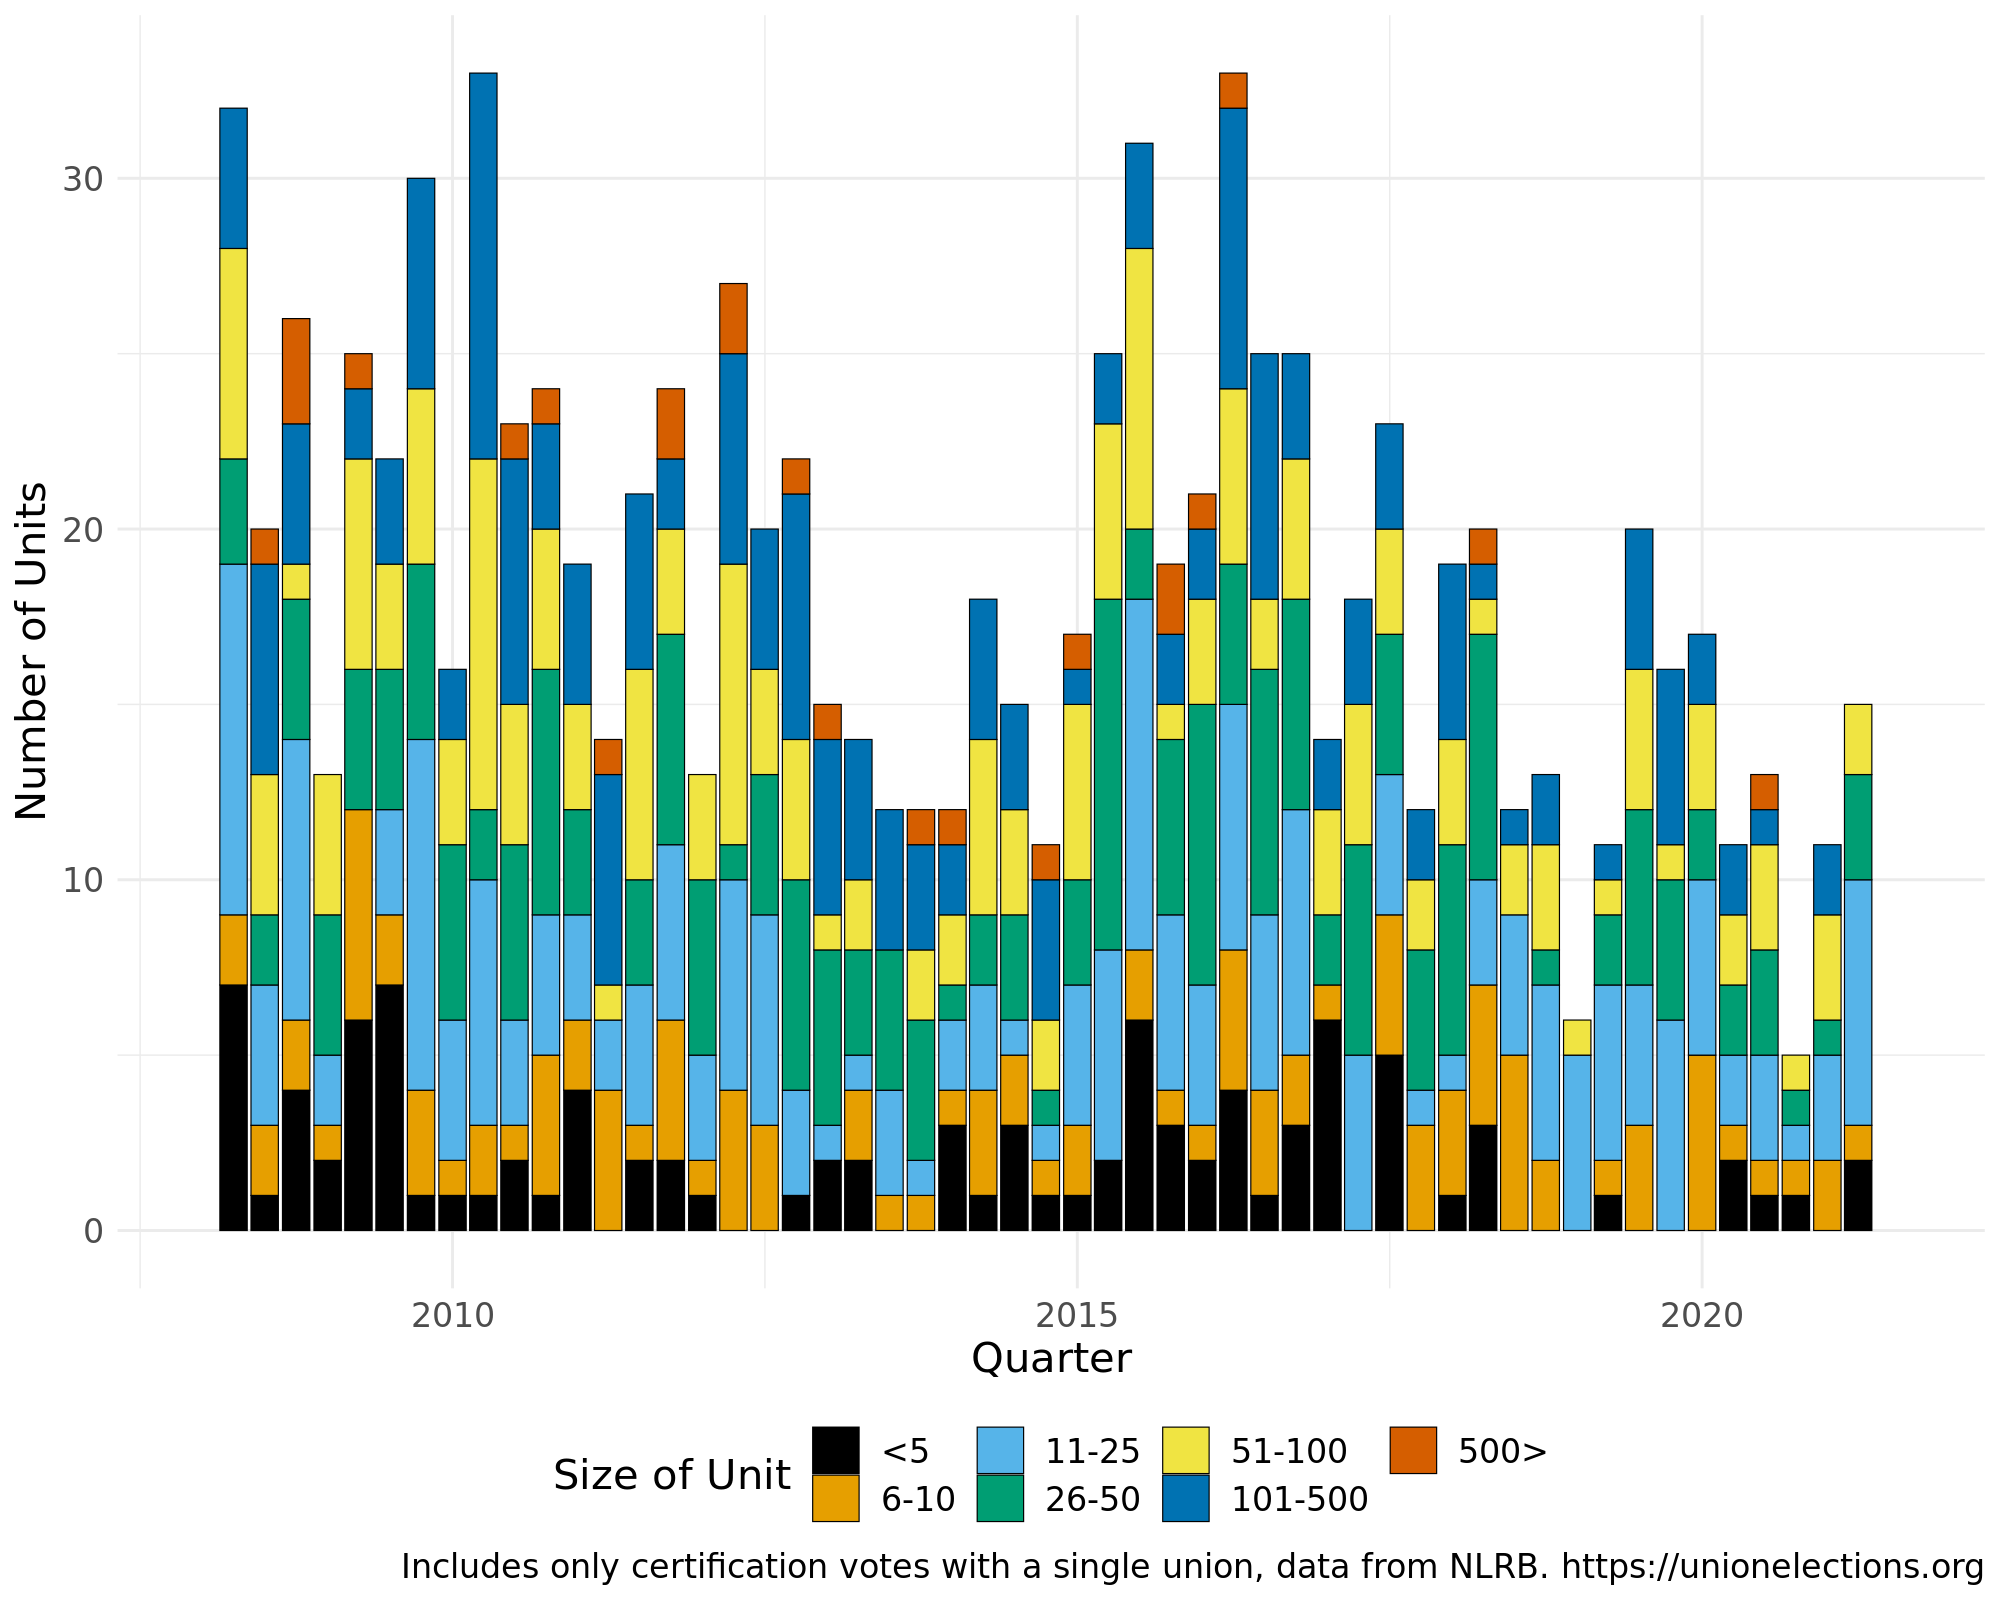 30
20
10
0
Number of Units
2010 2015 2020
Quarter
Size of Unit
<5 11-25 51-100 500>
6-10 26-50 101-500
Includes only certification votes with a single union, data from NLRB. https://unionelections.org